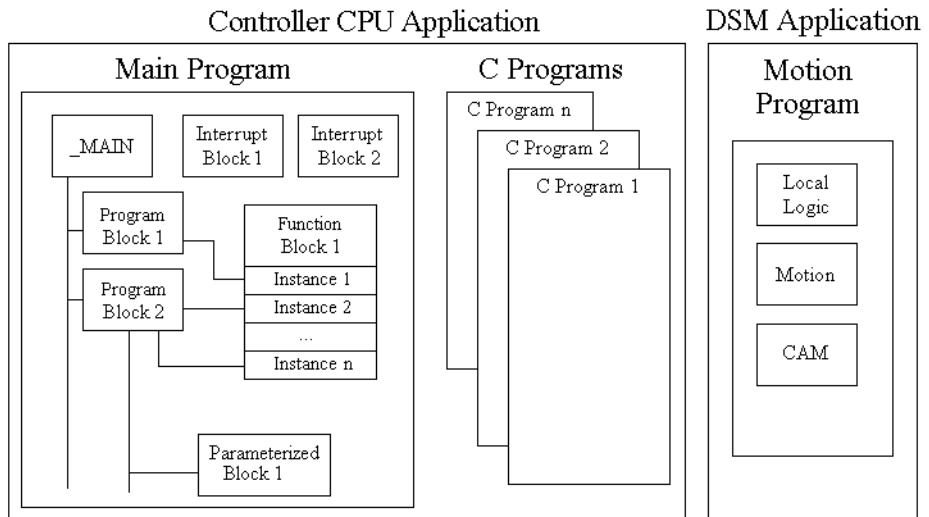 Controller CPU Application
DSM Application
Main Program
C Programs
Motion
Program
_MAIN
Interrupt
Block 1
Interrupt
Block 2
Program
Block 1
Program
Block 2
Function
Block 1
Instance 1
Instance 2
...
Instance n
Parameterized
Block 1
C Program n
C Program 2
C Program 1
Local
Logic
Motion
CAM